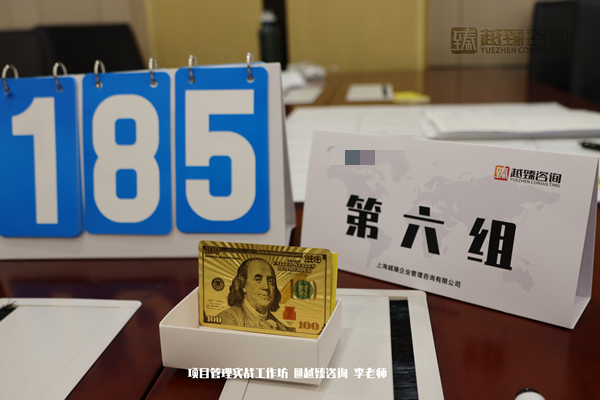 越臻咨询
YUEZHEN CONSULTING
185
越臻咨询
YUEZHEN CONSULTING
第六组
上海越臻企业管理咨询有限公司
100
100
100
项目管理实战工作坊 @越臻咨询 李老师